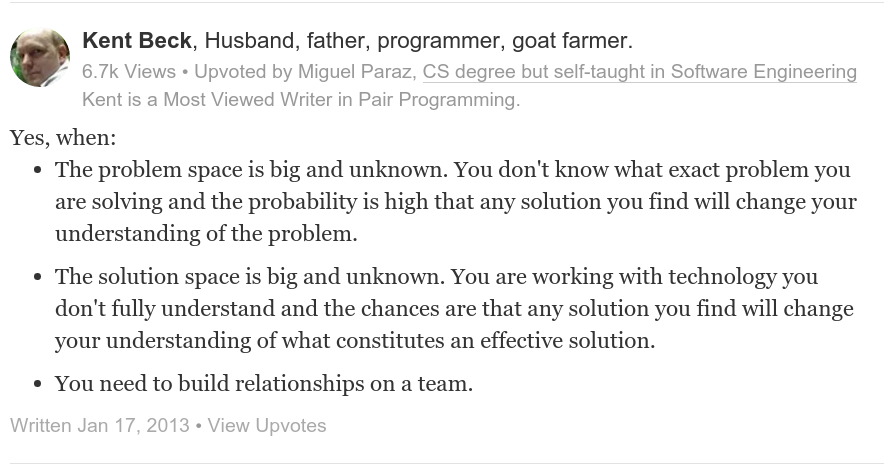 Kent Beck, Husband, father, programmer, goat farmer.
6.7k Views • Upvoted by Miguel Paraz, CS degree but self-taught in Software Engineering
Kent is a Most Viewed Writer in Pair Programming.
Yes, when:
• The problem space is big and unknown. You don't know what exact problem you
are solving and the probability is high that any solution you find will change your
understanding of the problem.
• The solution space is big and unknown. You are working with technology you
don't fully understand and the chances are that any solution you find will change
your understanding of what constitutes an effective solution.
• You need to build relationships on a team.
Written Jan 17, 2013 • View Upvotes